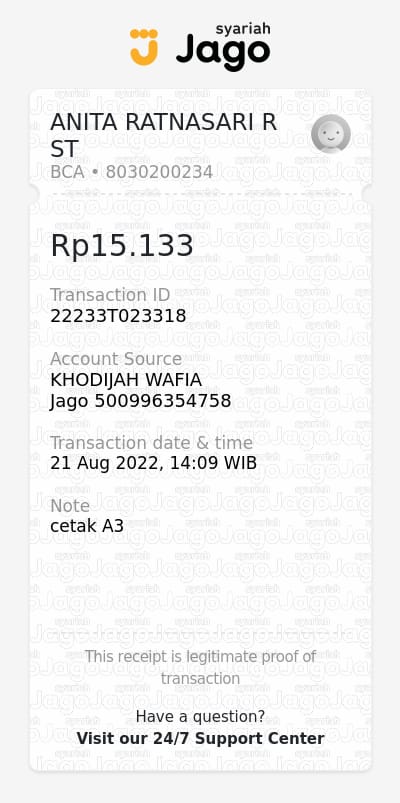 syariah
Jago
ANITA RATNASARI R
ST
BCA • 8030200234
Rp15.133
Transaction ID
22233T023318
Account Source
KHODIJAH WAFIA
Jago 500996354758
Transaction date & time
21 Aug 2022, 14:09 WIB
Note
cetak A3
This receipt is legitimate proof of
transaction
Have a question?
Visit our 24/7 Support Center